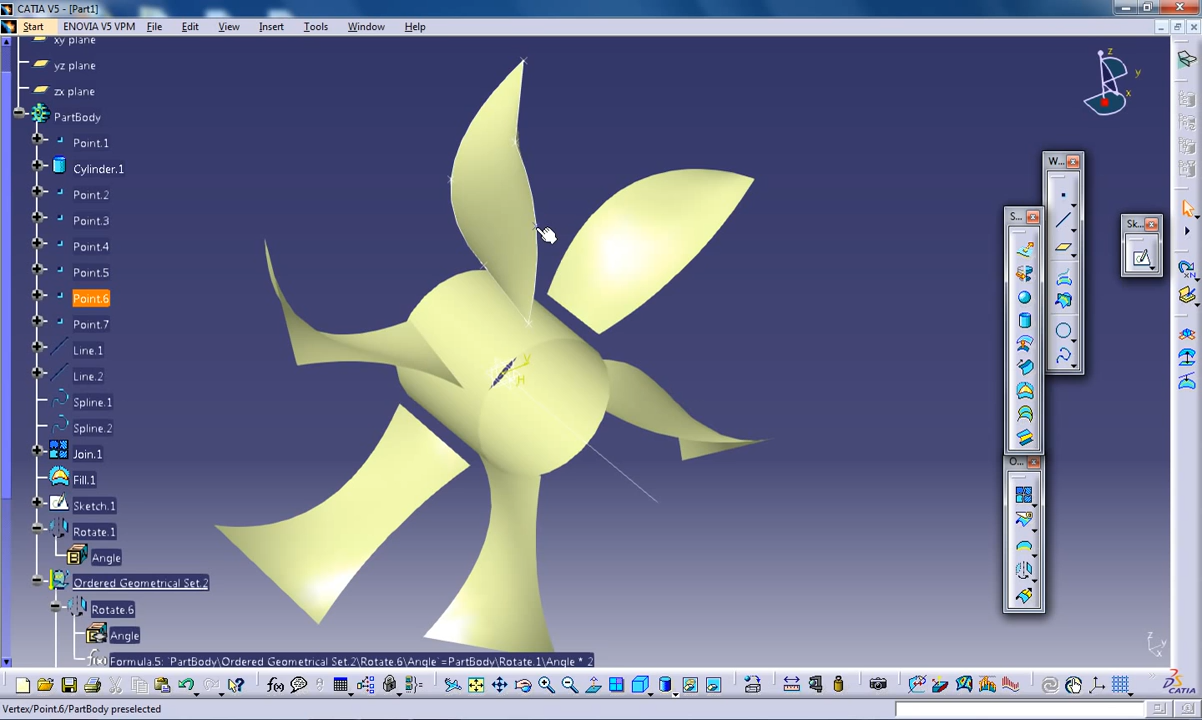 CATIA V5 - [Part1]
Start ENOVIA V5 VPM File Edit View Insert Tools Window Help
xy plane
yz plane
zx plane
PartBody
Point.1
Cylinder.1
Point.2
Point.3
Point.4
Point.5
Point.6
Point.7
Line.1
Line.2
Spline.1
Spline.2
Join.1
Fill.1
Sketch.1
Rotate.1
Angle
Ordered Geometrical Set.2
Rotate.6
Angle
f(x) Formula.5: `PartBody\Ordered Geometrical Set.2\Rotate.6\Angle`=PartBody\Rotate.1\Angle * 2
V
H
z
y
x
W...
S...
Sk...
O...
z
y
x
CATIA
Vertex/Point.6/PartBody preselected